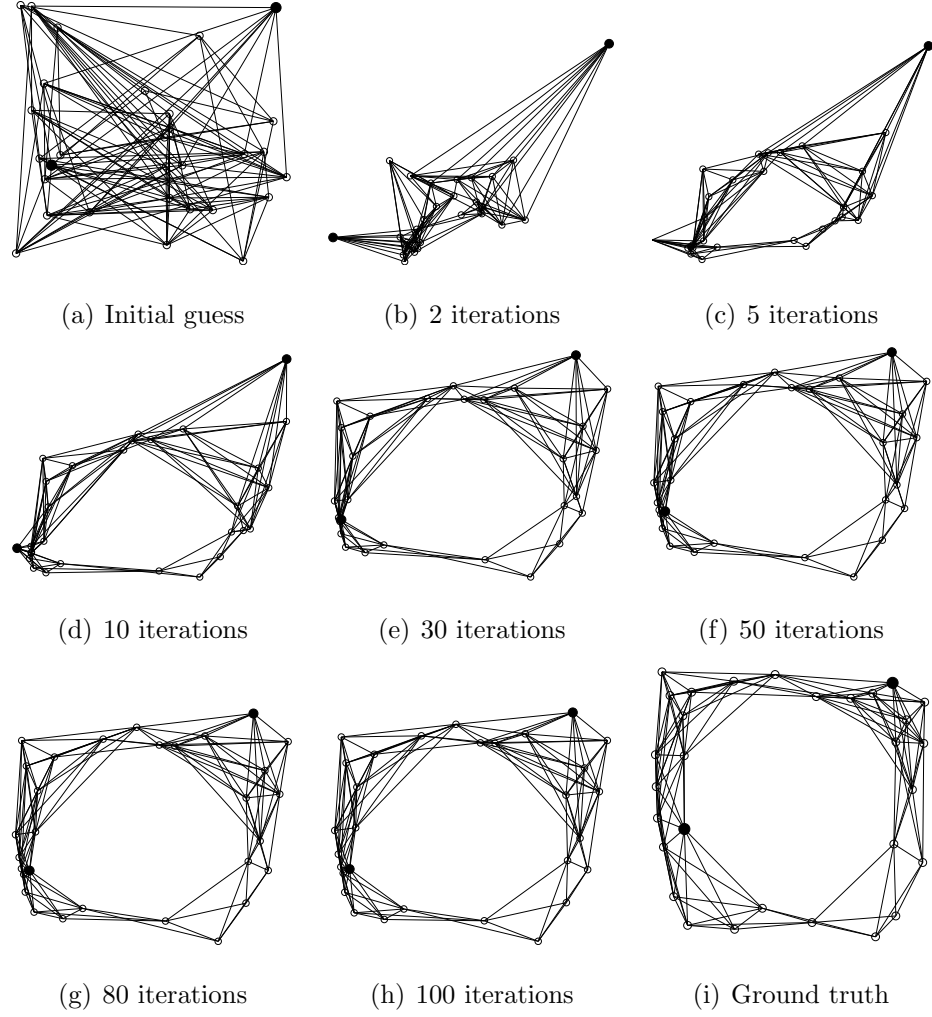 (a) Initial guess
(b) 2 iterations
(c) 5 iterations
(d) 10 iterations
(e) 30 iterations
(f) 50 iterations
(g) 80 iterations
(h) 100 iterations
(i) Ground truth